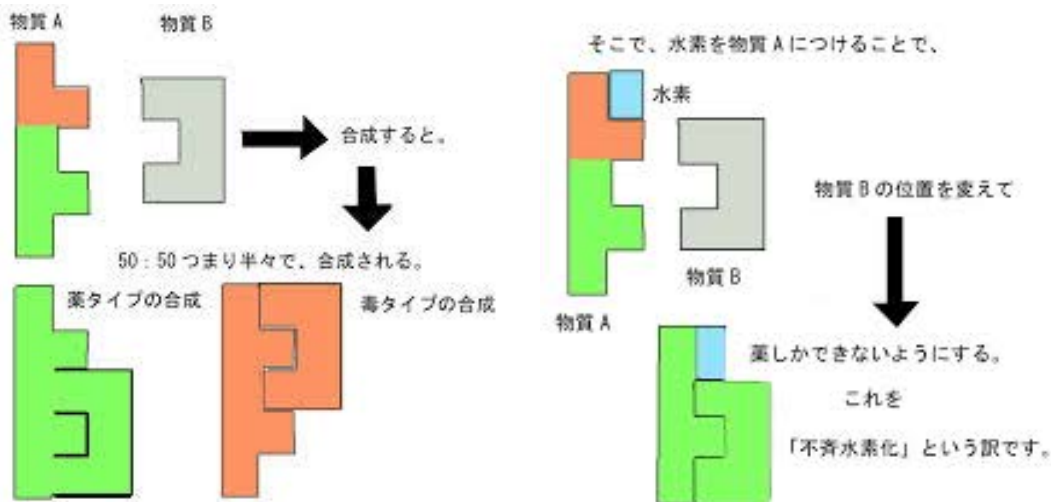 物質A
物質B
合成すると。
50：50つまり半々で、合成される。
薬タイプの合成
毒タイプの合成
そこで、水素を物質Aにつけることで、
水素
物質Bの位置を変えて
物質B
物質A
薬しかできないようにする。
これを
「不斉水素化」という訳です。